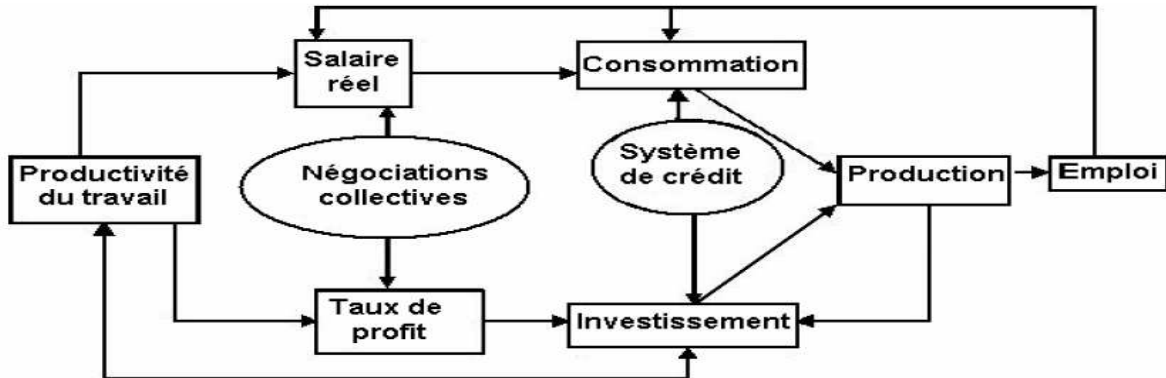 Salaire
réel
Consommation
Productivité
du travail
Négociations
collectives
Système
de crédit
Production
Emploi
Taux de
profit
Investissement